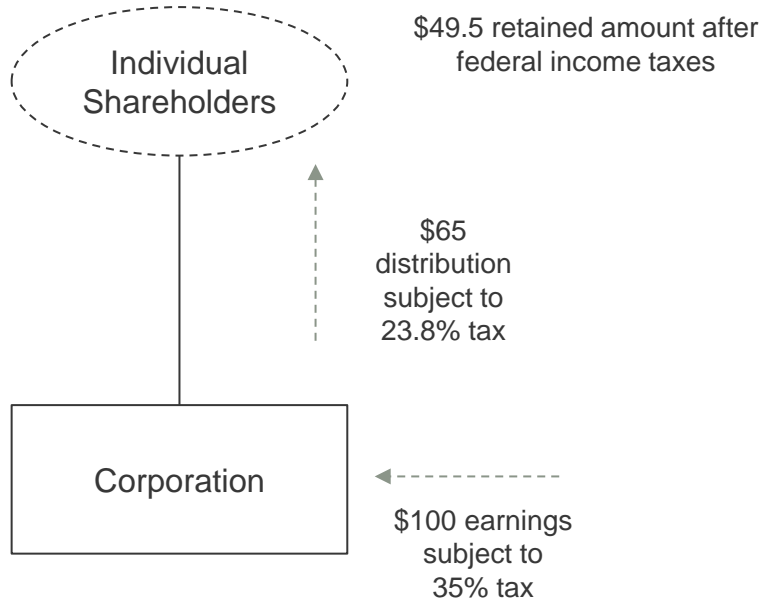 Individual
Shareholders
$49.5 retained amount after
federal income taxes
$65
distribution
subject to
23.8% tax
Corporation
$100 earnings
subject to
35% tax